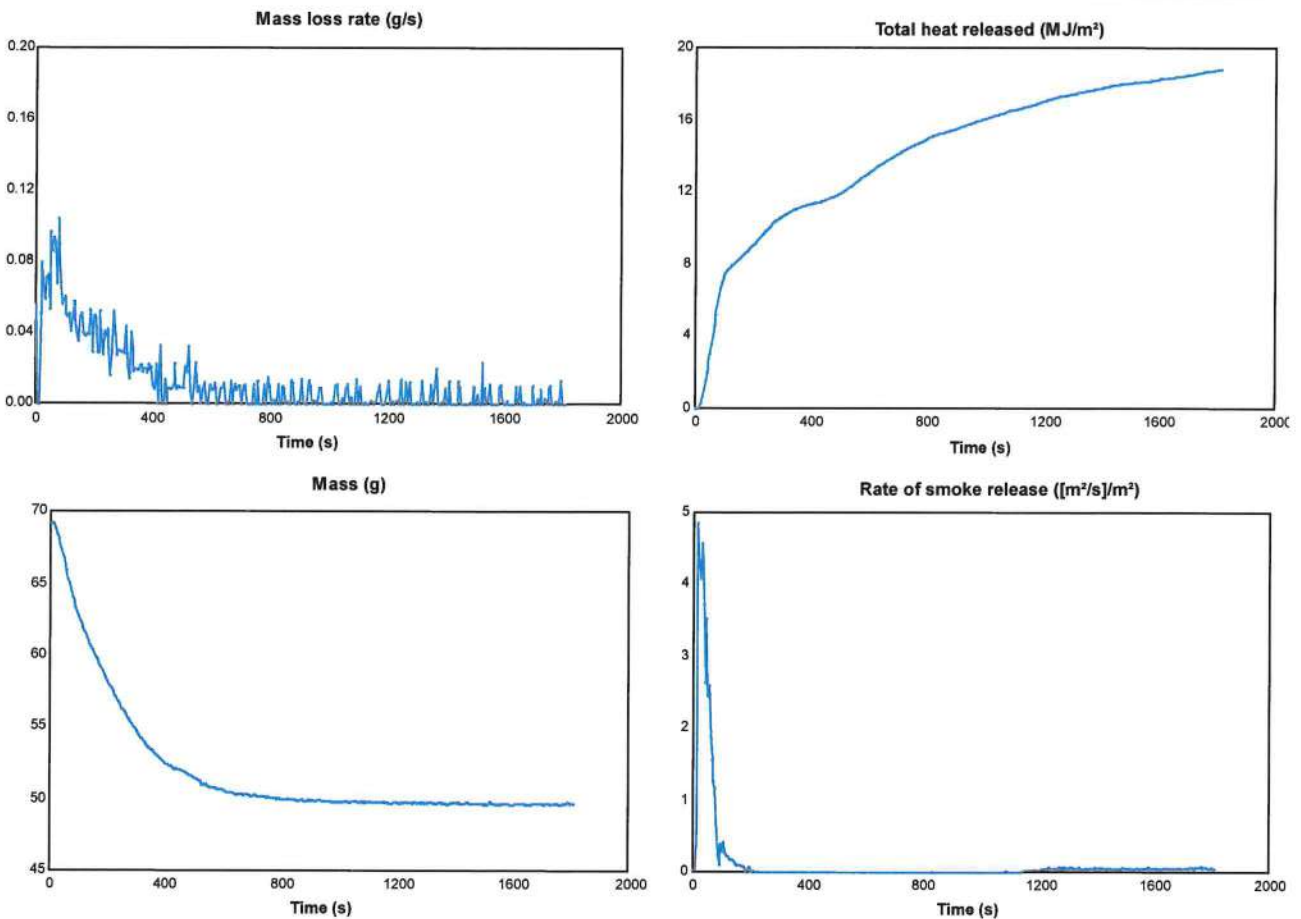 Mass loss rate (g/s)
0.20
0.16
0.12
0.08
0.04
0.00
0 400 800 1200 1600 2000
Time (s)
Total heat released (MJ/m²)
20
16
12
8
4
0
0 400 800 1200 1600 2000
Time (s)
Mass (g)
70
65
60
55
50
45
0 400 800 1200 1600 2000
Time (s)
Rate of smoke release ([m²/s]/m²)
5
4
3
2
1
0
0 400 800 1200 1600 2000
Time (s)